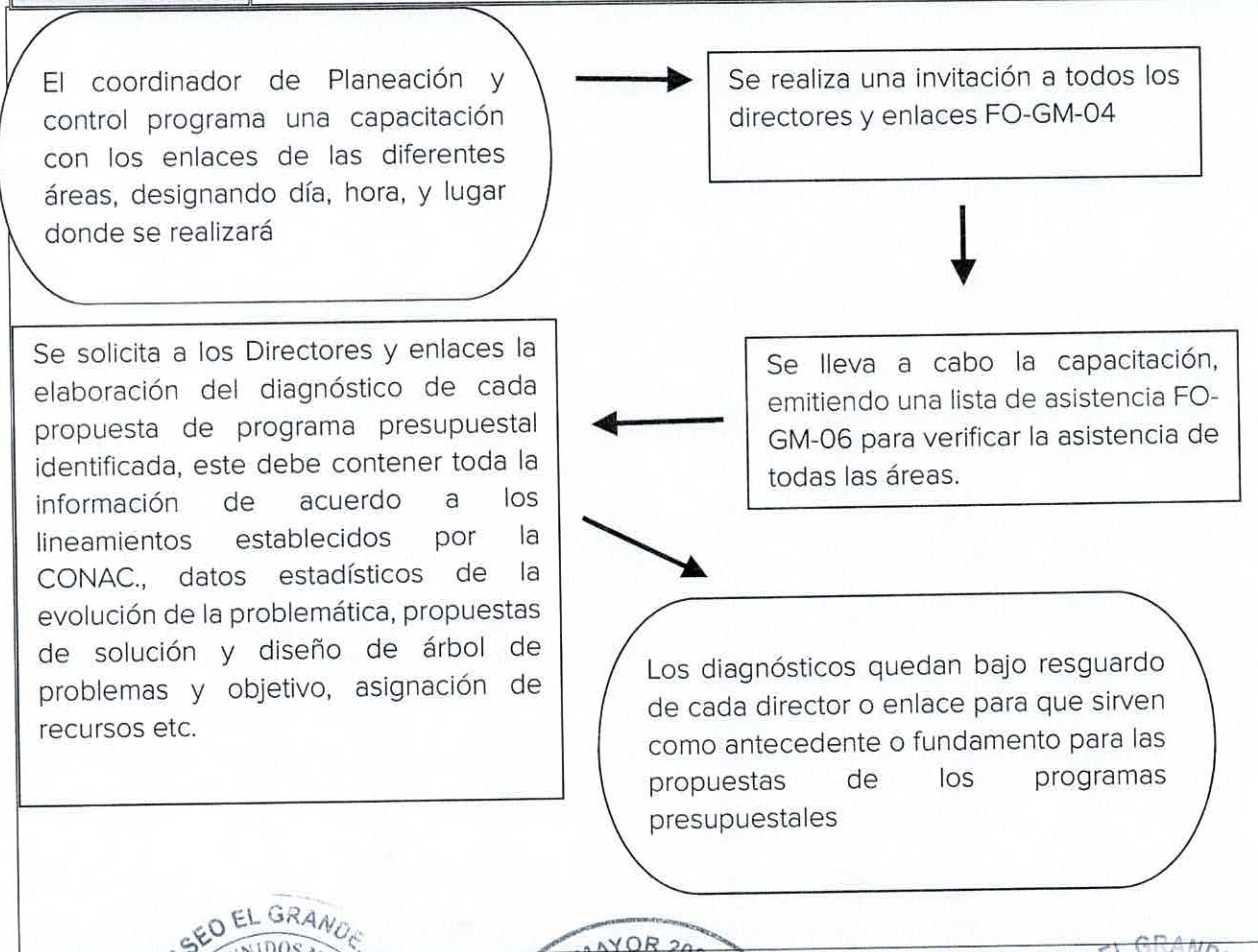 El coordinador de Planeación y
control programa una capacitación
con los enlaces de las diferentes
áreas, designando día, hora, y lugar
donde se realizará
Se realiza una invitación a todos los
directores y enlaces FO-GM-04
Se lleva a cabo la capacitación,
emitiendo una lista de asistencia FO-
GM-06 para verificar la asistencia de
todas las áreas.
Se solicita a los Directores y enlaces la
elaboración del diagnóstico de cada
propuesta de programa presupuestal
identificada, este debe contener toda la
información de acuerdo a los
lineamientos establecidos por la
CONAC., datos estadísticos de la
evolución de la problemática, propuestas
de solución y diseño de árbol de
problemas y objetivo, asignación de
recursos etc.
Los diagnósticos quedan bajo resguardo
de cada director o enlace para que sirven
como antecedente o fundamento para las
propuestas de los programas
presupuestales
EL GRANDE,